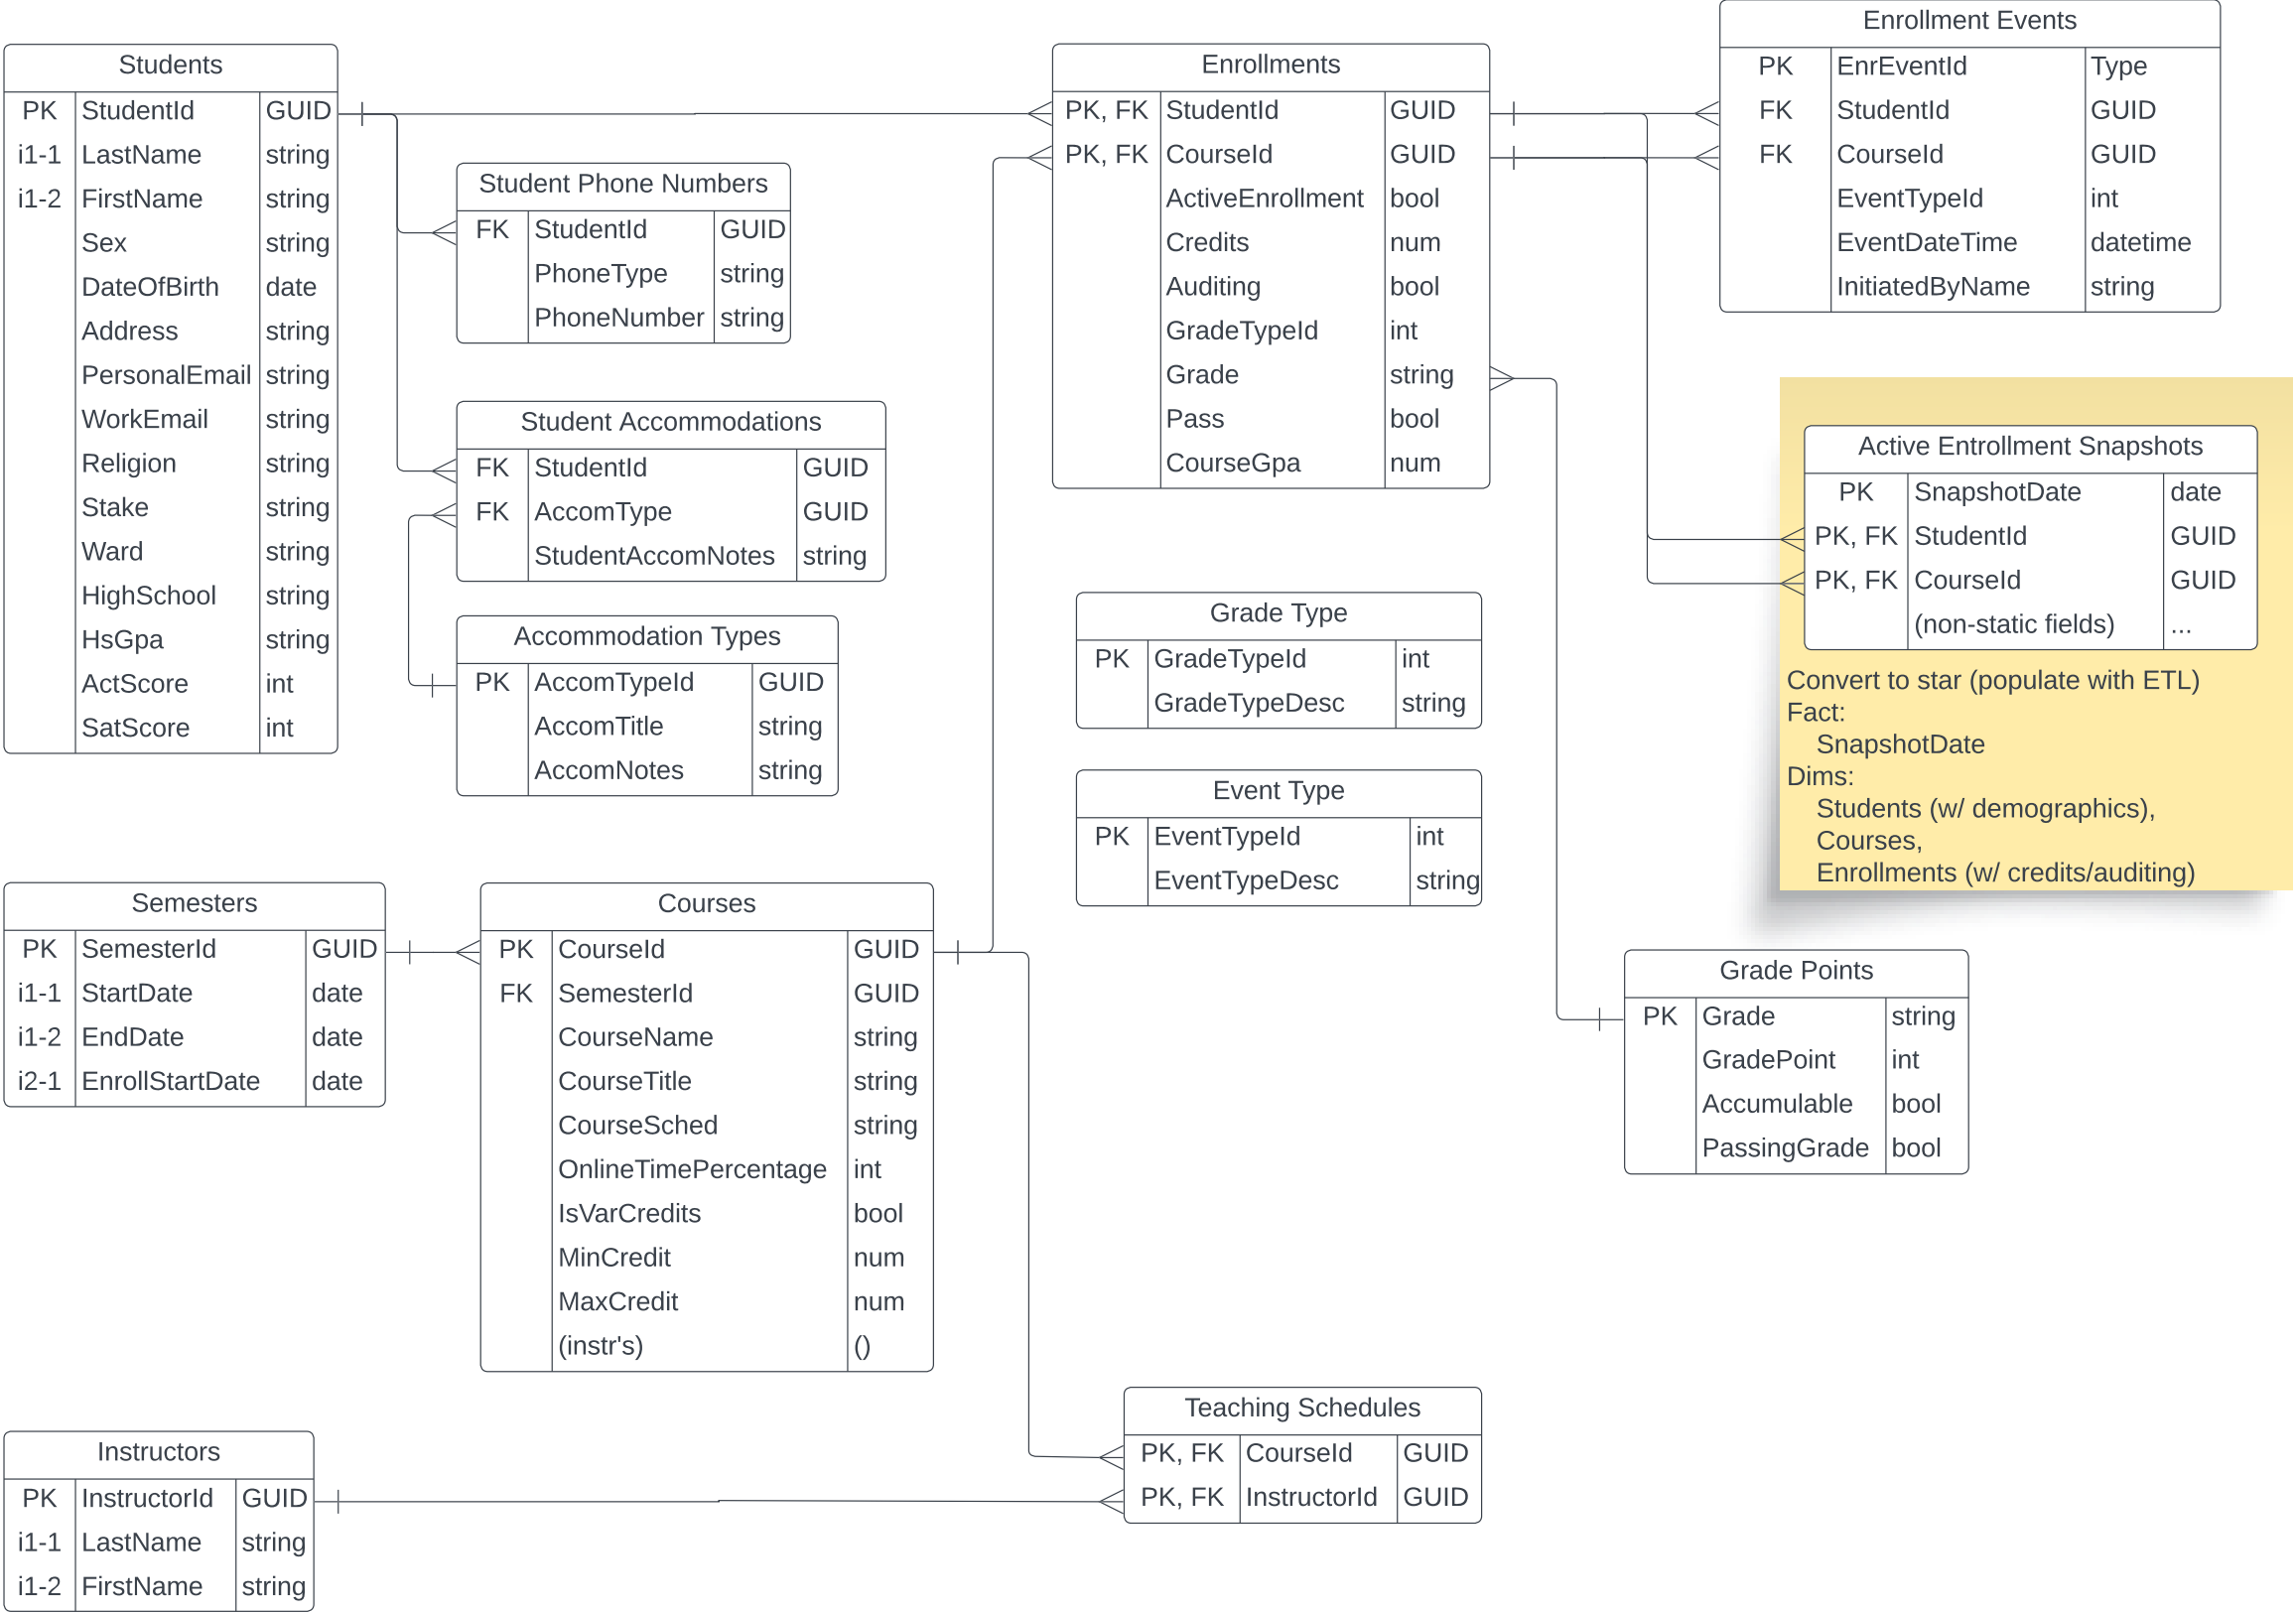 Students
PK StudentId GUID
i1-1 LastName string
i1-2 FirstName string
Sex string
DateOfBirth date
Address string
PersonalEmail string
WorkEmail string
Religion string
Stake string
Ward string
HighSchool string
HsGpa string
ActScore int
SatScore int
Student Phone Numbers
FK StudentId GUID
PhoneType string
PhoneNumber string
Student Accommodations
FK StudentId GUID
FK AccomType GUID
StudentAccomNotes string
Accommodation Types
PK AccomTypeId GUID
AccomTitle string
AccomNotes string
Enrollments
PK, FK StudentId GUID
PK, FK CourseId GUID
ActiveEnrollment bool
Credits num
Auditing bool
GradeTypeId int
Grade string
Pass bool
CourseGpa num
Enrollment Events
PK EnrEventId Type
FK StudentId GUID
FK CourseId GUID
EventTypeId int
EventDateTime datetime
InitiatedByName string
Active Entrollment Snapshots
PK SnapshotDate date
PK, FK StudentId GUID
PK, FK CourseId GUID
(non-static fields) ...
Convert to star (populate with ETL)
Fact:
SnapshotDate
Dims:
Students (w/ demographics),
Courses,
Enrollments (w/ credits/auditing)
Grade Type
PK GradeTypeId int
GradeTypeDesc string
Event Type
PK EventTypeId int
EventTypeDesc string
Semesters
PK SemesterId GUID
i1-1 StartDate date
i1-2 EndDate date
i2-1 EnrollStartDate date
Courses
PK CourseId GUID
FK SemesterId GUID
CourseName string
CourseTitle string
CourseSched string
OnlineTimePercentage int
IsVarCredits bool
MinCredit num
MaxCredit num
(instr's) ()
Grade Points
PK Grade string
GradePoint int
Accumulable bool
PassingGrade bool
Instructors
PK InstructorId GUID
i1-1 LastName string
i1-2 FirstName string
Teaching Schedules
PK, FK CourseId GUID
PK, FK InstructorId GUID